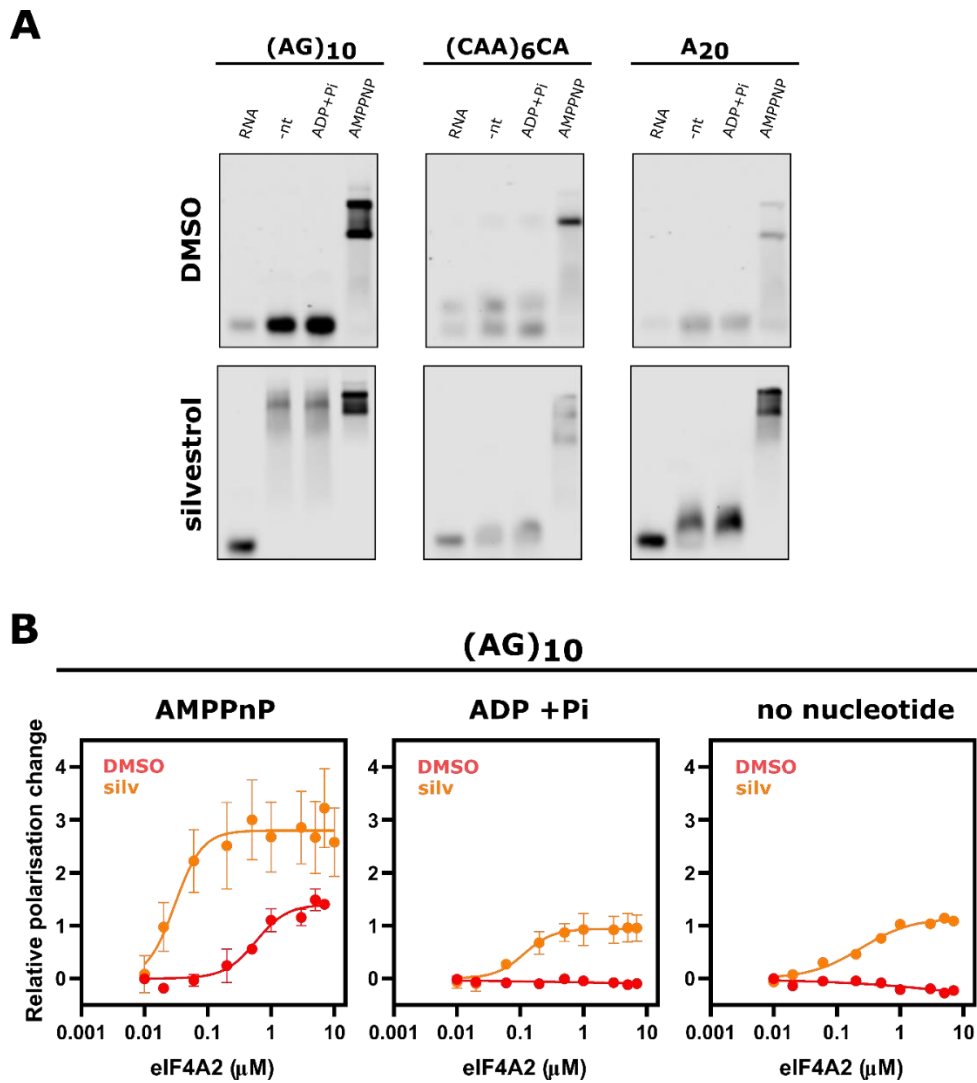 A
(AG)10 (CAA)6CA A20
RNA -nt ADP+Pi AMPPNP RNA -nt ADP+Pi AMPPNP RNA -nt ADP+Pi AMPPNP
DMSO
silvestrol
B
(AG)10
AMPPnP ADP +Pi no nucleotide
Relative polarisation change
DMSO DMSO DMSO
silv silv silv
4 4 4
3 3 3
2 2 2
1 1 1
0 0 0
0.001 0.01 0.1 1 10 0.001 0.01 0.1 1 10 0.001 0.01 0.1 1 10
eIF4A2 (μM) eIF4A2 (μM) eIF4A2 (μM)